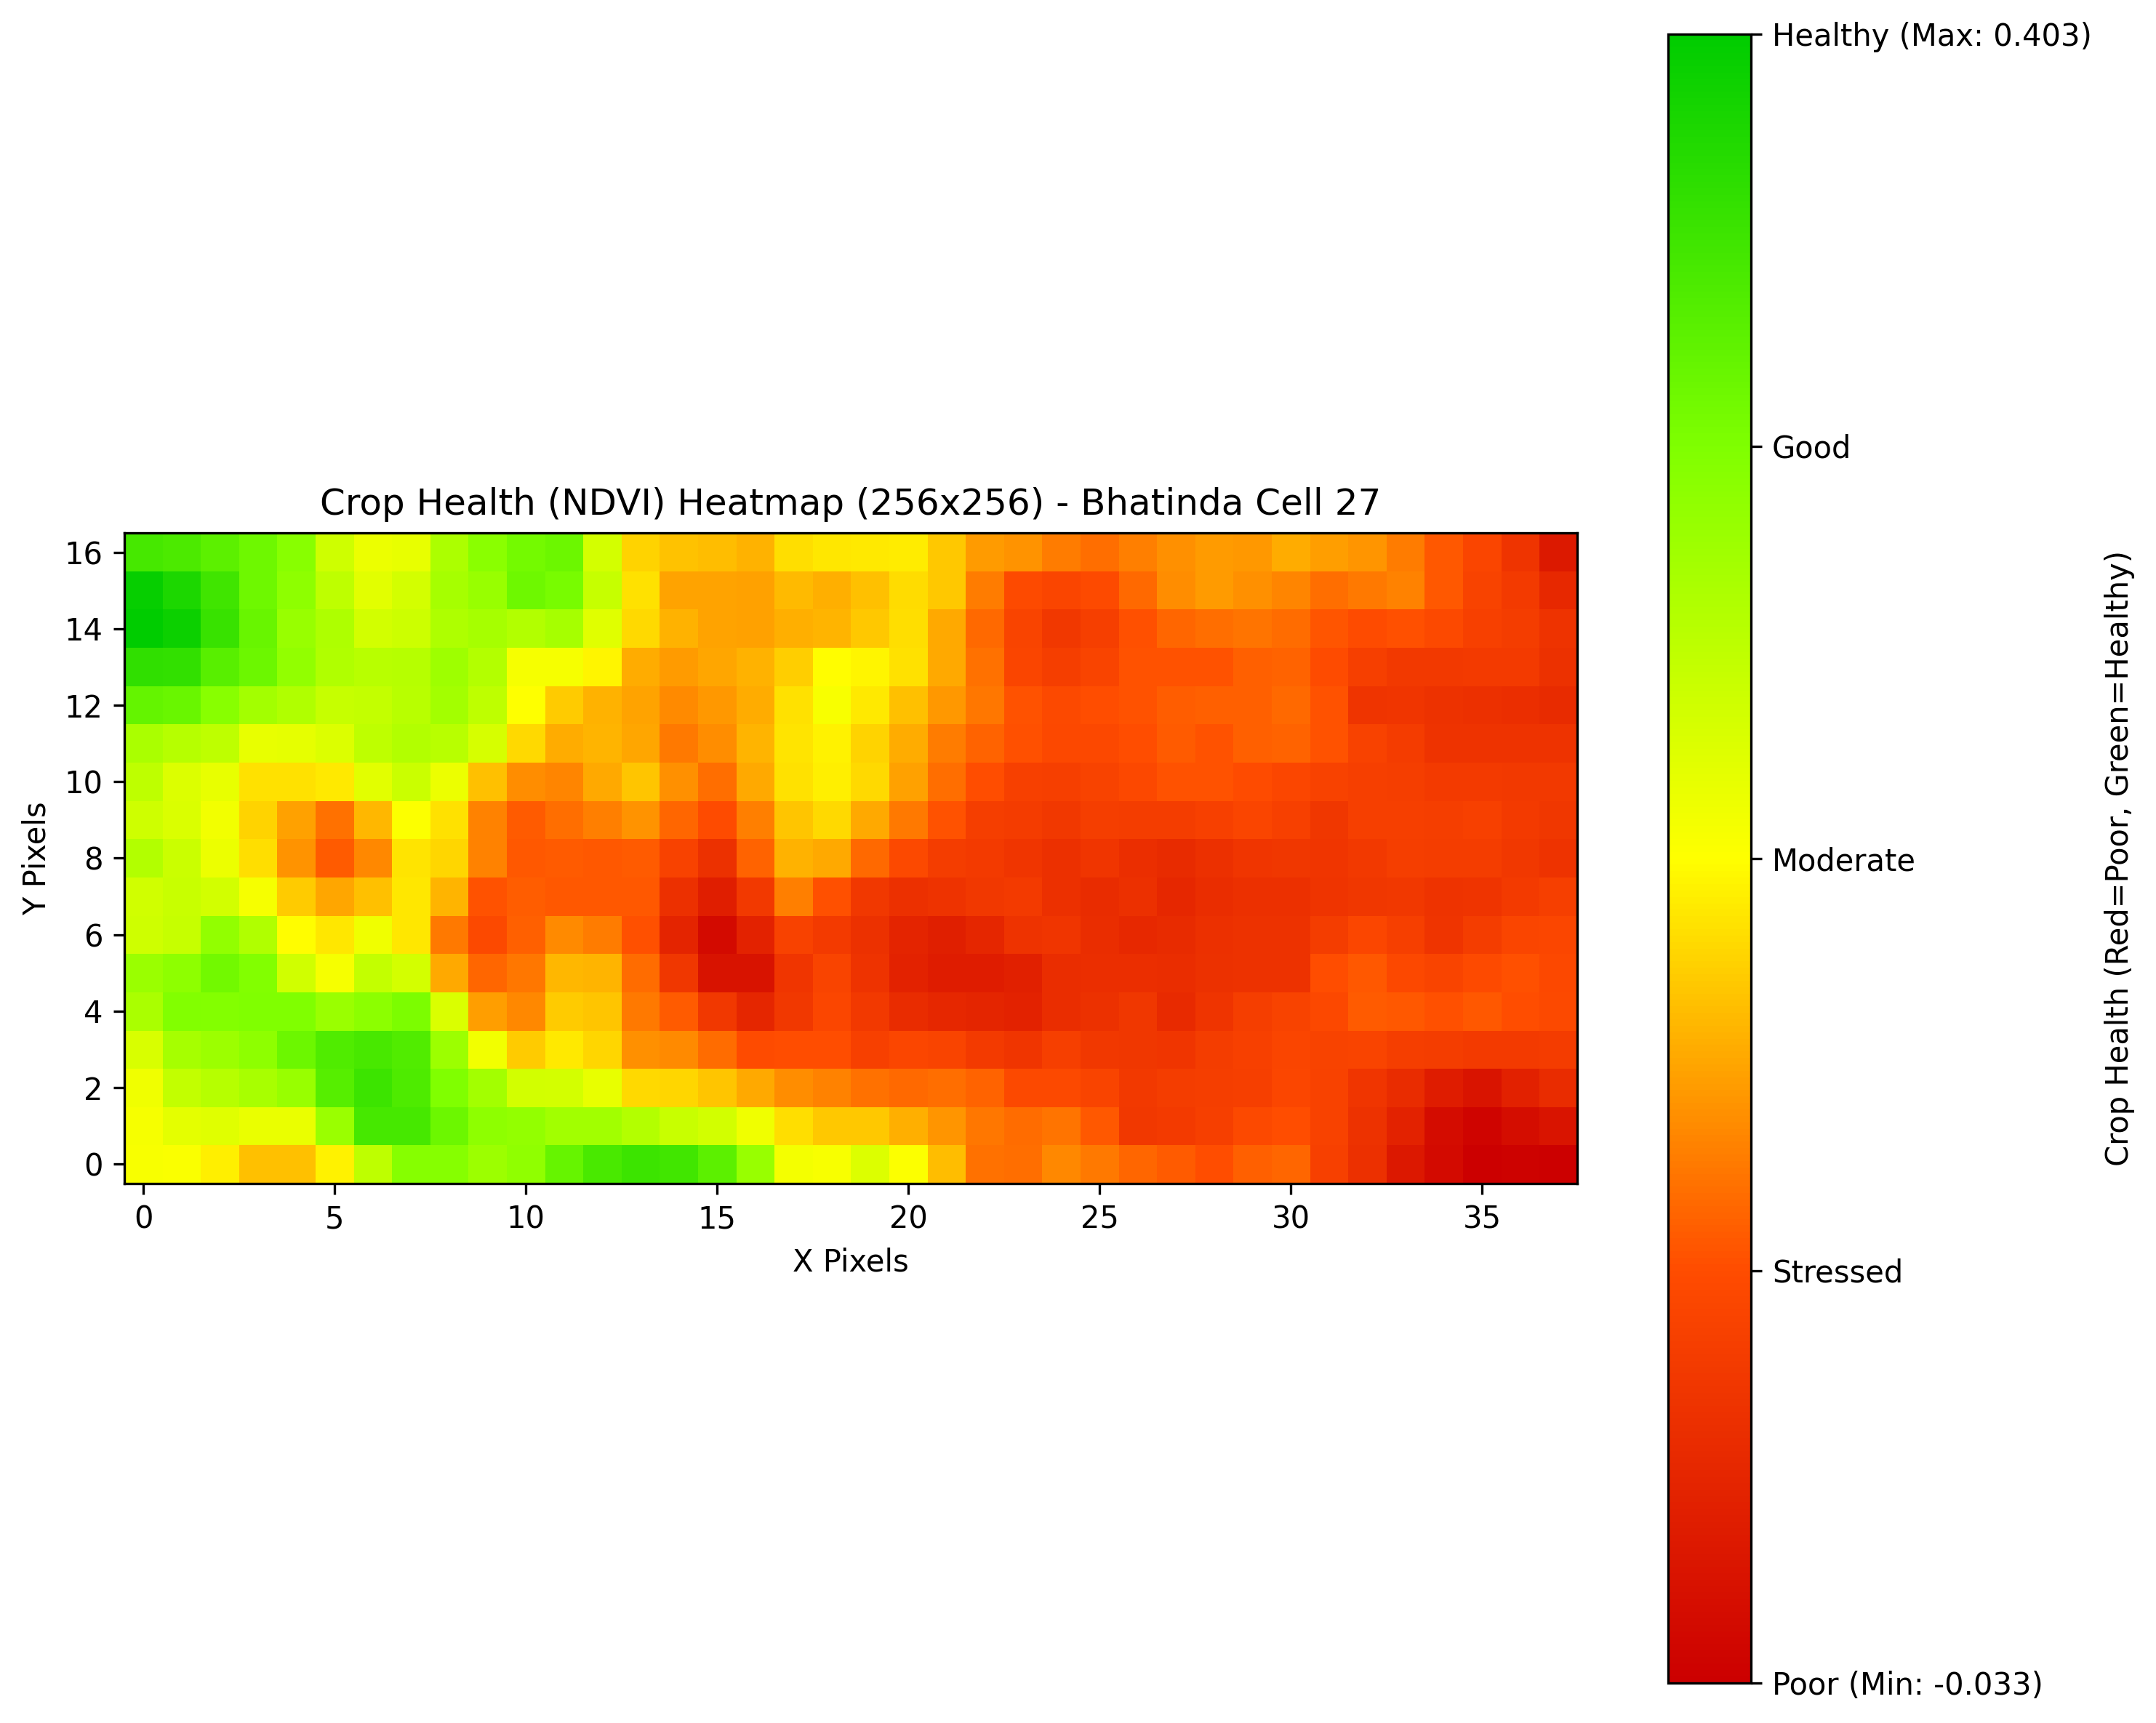 Crop Health (NDVI) Heatmap (256x256) - Bhatinda Cell 27
Y Pixels
16
14
12
10
8
6
4
2
0
0 5 10 15 20 25 30 35
X Pixels
Healthy (Max: 0.403)
Good
Moderate
Stressed
Poor (Min: -0.033)
Crop Health (Red=Poor, Green=Healthy)